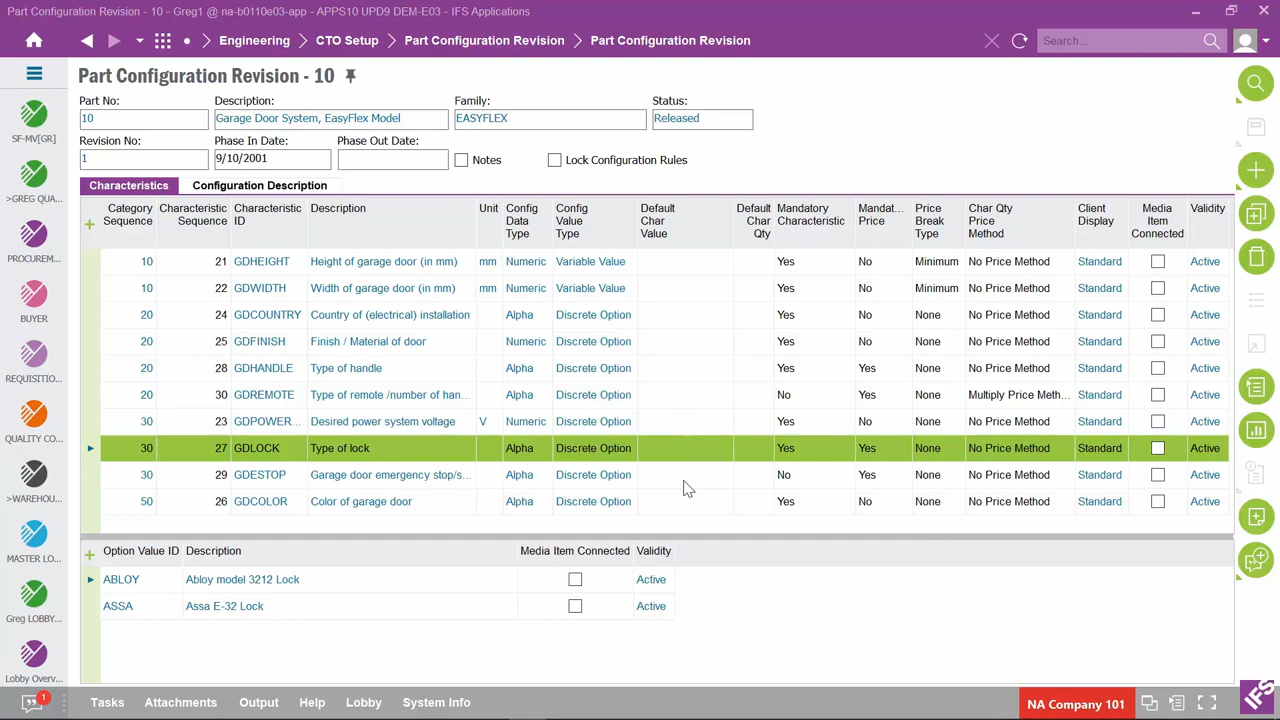 Part Configuration Revision - 10 - Greg1 @ na-b0110e03-app - APPS10 UPD9 DEM-E03 - IFS Applications
Engineering CTO Setup Part Configuration Revision Part Configuration Revision Search...
Part Configuration Revision - 10
Part No: Description: Family: Status:
10 Garage Door System, EasyFlex Model EASYFLEX Released
Revision No: Phase In Date: Phase Out Date:
1 9/10/2001 Notes Lock Configuration Rules
Characteristics Configuration Description
Category Sequence Characteristic Sequence Characteristic ID Description Unit Config Data Type Config Value Type Default Char Value Default Char Qty Mandatory Characteristic Mandat... Price Price Break Type Char Qty Price Method Client Display Media Item Connected Validity
10 21 GDHEIGHT Height of garage door (in mm) mm Numeric Variable Value Yes No Minimum No Price Method Standard Active
10 22 GDWIDTH Width of garage door (in mm) mm Numeric Variable Value Yes No Minimum No Price Method Standard Active
20 24 GDCOUNTRY Country of (electrical) installation Alpha Discrete Option Yes No None No Price Method Standard Active
20 25 GDFINISH Finish / Material of door Numeric Discrete Option Yes No None No Price Method Standard Active
20 28 GDHANDLE Type of handle Alpha Discrete Option Yes Yes None No Price Method Standard Active
20 30 GDREMOTE Type of remote /number of han... Alpha Discrete Option No Yes None Multiply Price Meth... Standard Active
30 23 GDPOWER... Desired power system voltage V Numeric Discrete Option Yes No None No Price Method Standard Active
30 27 GDLOCK Type of lock Alpha Discrete Option Yes Yes None No Price Method Standard Active
30 29 GDESTOP Garage door emergency stop/s... Alpha Discrete Option No Yes None No Price Method Standard Active
50 26 GDCOLOR Color of garage door Alpha Discrete Option Yes No None No Price Method Standard Active
Option Value ID Description Media Item Connected Validity
ABLOY Abloy model 3212 Lock Active
ASSA Assa E-32 Lock Active
SF-MV[GR]
>GREG QUA...
PROCUREM...
BUYER
REQUISITIO...
QUALITY CO...
>WAREHOU...
MASTER LO...
Greg LOBBY...
Lobby Overv...
1 Tasks Attachments Output Help Lobby System Info NA Company 101 IFS